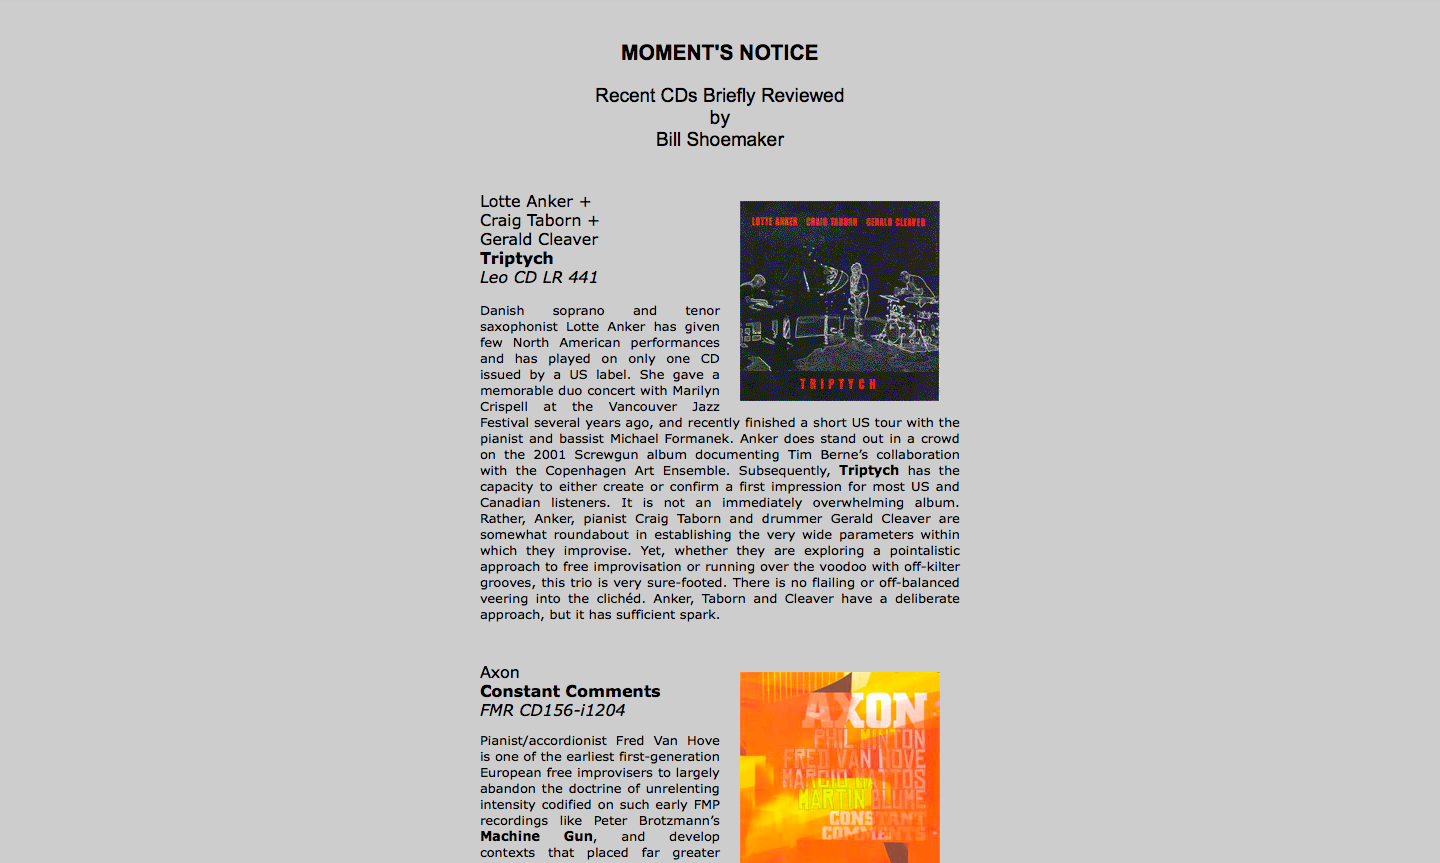 MOMENT'S NOTICE
Recent CDs Briefly Reviewed
by
Bill Shoemaker
Lotte Anker +
Craig Taborn +
Gerald Cleaver
Triptych
Leo CD LR 441
LOTTE ANKER CRAIG TABORN GERALD CLEAVER
TRIPTYCH
Danish soprano and tenor
saxophonist Lotte Anker has given
few North American performances
and has played on only one CD
issued by a US label. She gave a
memorable duo concert with Marilyn
Crispell at the Vancouver Jazz
Festival several years ago, and recently finished a short US tour with the
pianist and bassist Michael Formanek. Anker does stand out in a crowd
on the 2001 Screwgun album documenting Tim Berne’s collaboration
with the Copenhagen Art Ensemble. Subsequently, Triptych has the
capacity to either create or confirm a first impression for most US and
Canadian listeners. It is not an immediately overwhelming album.
Rather, Anker, pianist Craig Taborn and drummer Gerald Cleaver are
somewhat roundabout in establishing the very wide parameters within
which they improvise. Yet, whether they are exploring a pointalistic
approach to free improvisation or running over the voodoo with off-kilter
grooves, this trio is very sure-footed. There is no flailing or off-balanced
veering into the clichéd. Anker, Taborn and Cleaver have a deliberate
approach, but it has sufficient spark.
Axon
Constant Comments
FMR CD156-i1204
AXON
PHIL MINTON
FRED VAN HOVE
MARCIO MATTOS
MARTIN BLUME
CONSTANT
COMMENTS
Pianist/accordionist Fred Van Hove
is one of the earliest first-generation
European free improvisers to largely
abandon the doctrine of unrelenting
intensity codified on such early FMP
recordings like Peter Brotzmann’s
Machine Gun, and develop
contexts that placed far greater